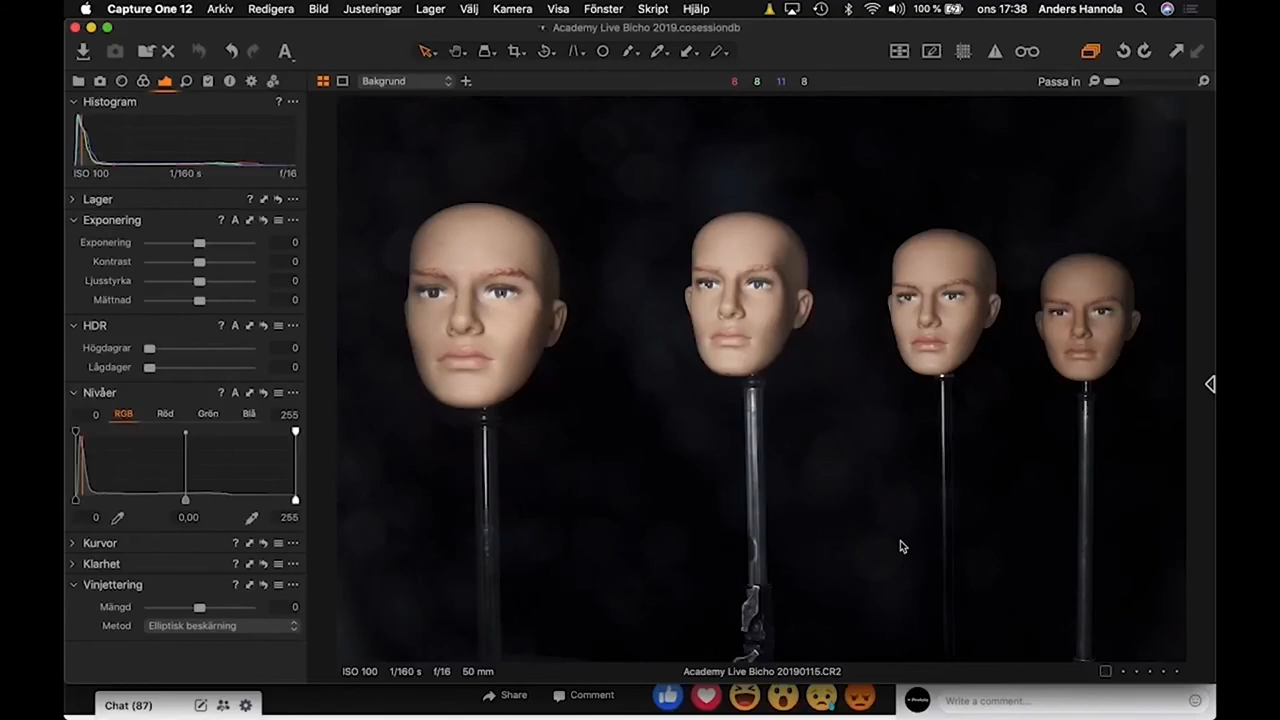 Capture One 12 Arkiv Redigera Bild Justeringar Lager Välj Kamera Visa Fönster Skript Hjälp 100 % ons 17:38 Anders Hannola
Academy Live Bicho 2019.cosessiondb
A
Bakgrund
6 8 11 8
Passa in
Histogram ? ...
ISO 100 1/160 s f/16
Lager ? ...
Exponering ? A ...
Exponering 0
Kontrast 0
Ljusstyrka 0
Mättnad 0
HDR ? A ...
Högdagrar 0
Lågdager 0
Nivåer ? A ...
0 RGB Röd Grön Blå 255
0 0,00 255
Kurvor ? ...
Klarhet ? ...
Vinjettering ? ...
Mängd 0
Metod Elliptisk beskärning
ISO 100 1/160 s f/16 50 mm
Academy Live Bicho 20190115.CR2
Chat (87)
Share
Comment
Write a comment...